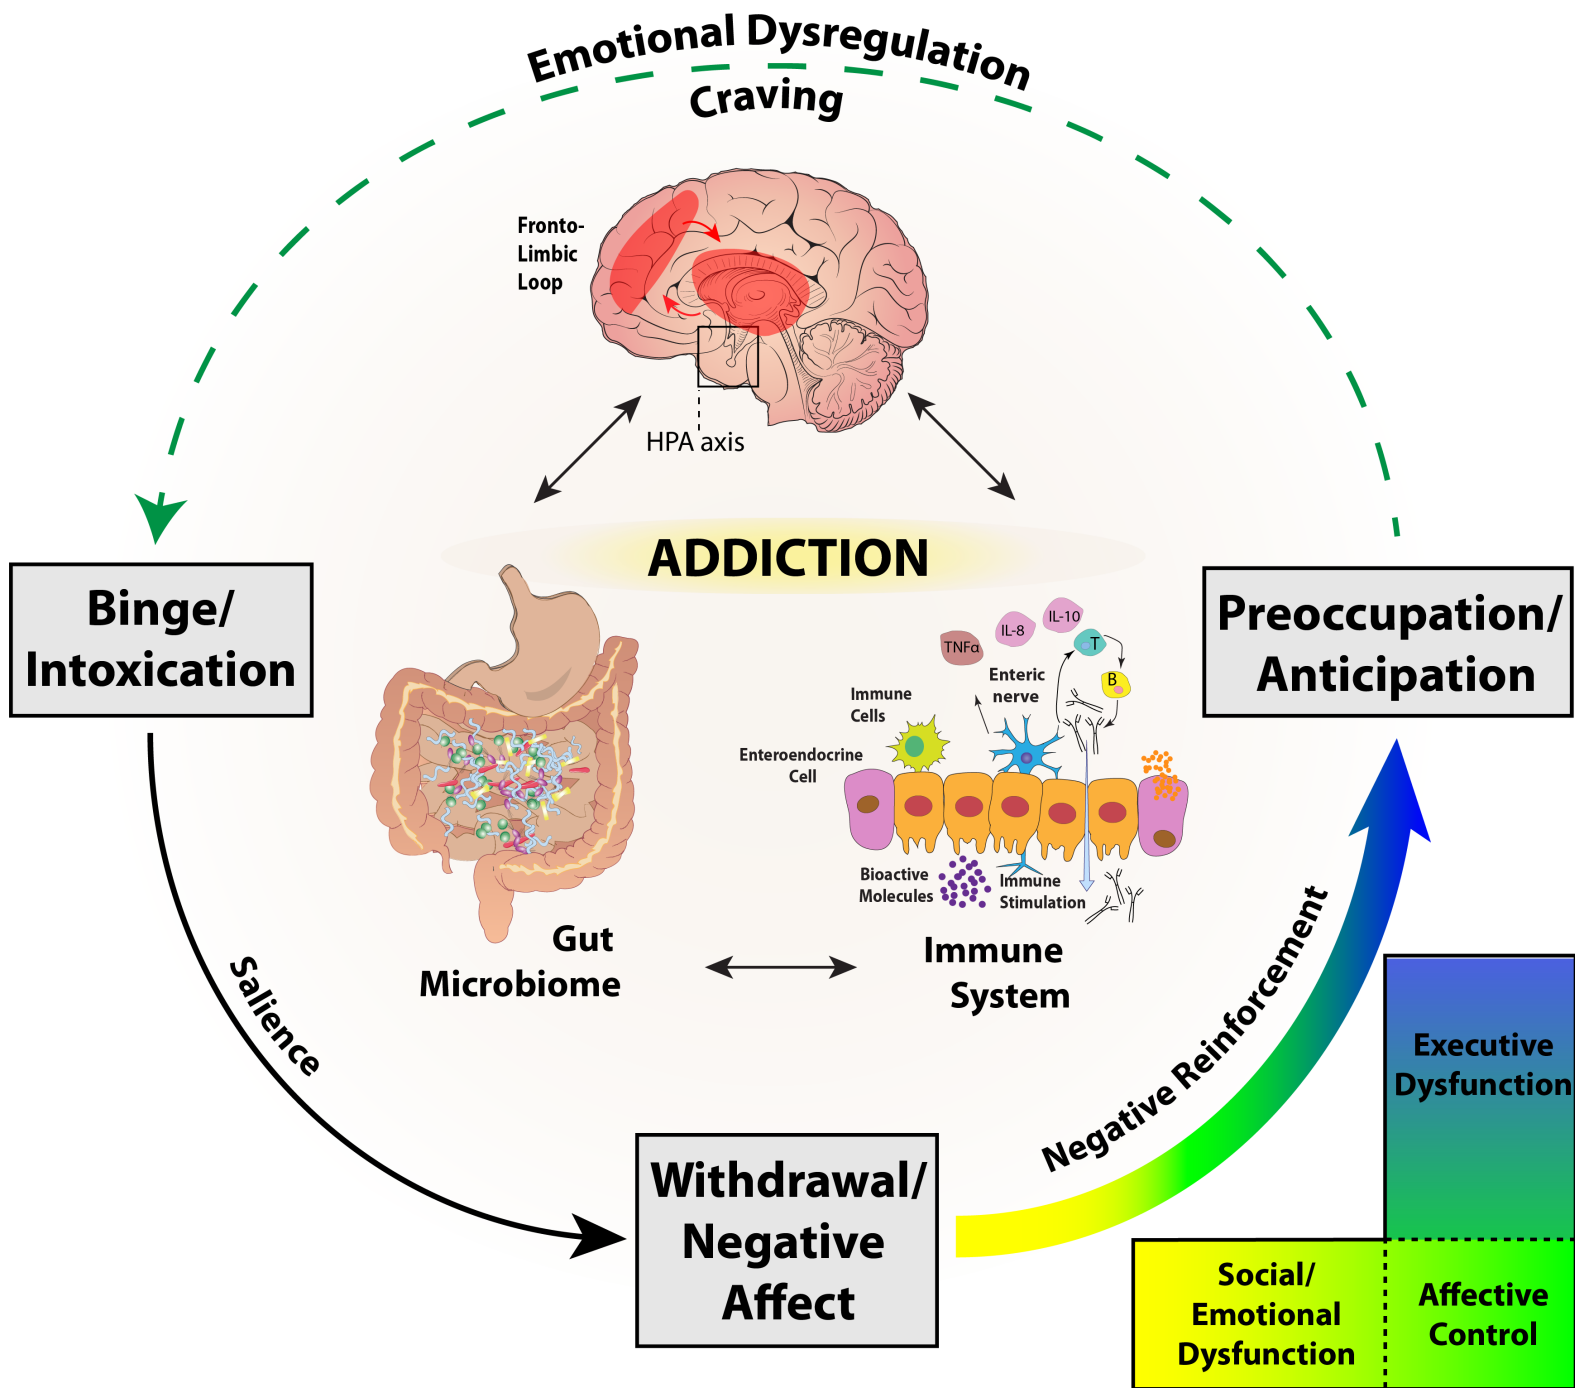 Emotional Dysregulation
Craving
Fronto-
Limbic
Loop
HPA axis
ADDICTION
Binge/
Intoxication
Preoccupation/
Anticipation
TNFα
IL-8
IL-10
T
B
Enteric
nerve
Immune
Cells
Enteroendocrine
Cell
Bioactive
Molecules
Immune
Stimulation
Gut
Microbiome
Immune
System
Salience
Negative Reinforcement
Withdrawal/
Negative
Affect
Executive
Dysfunction
Social/
Emotional
Dysfunction
Affective
Control